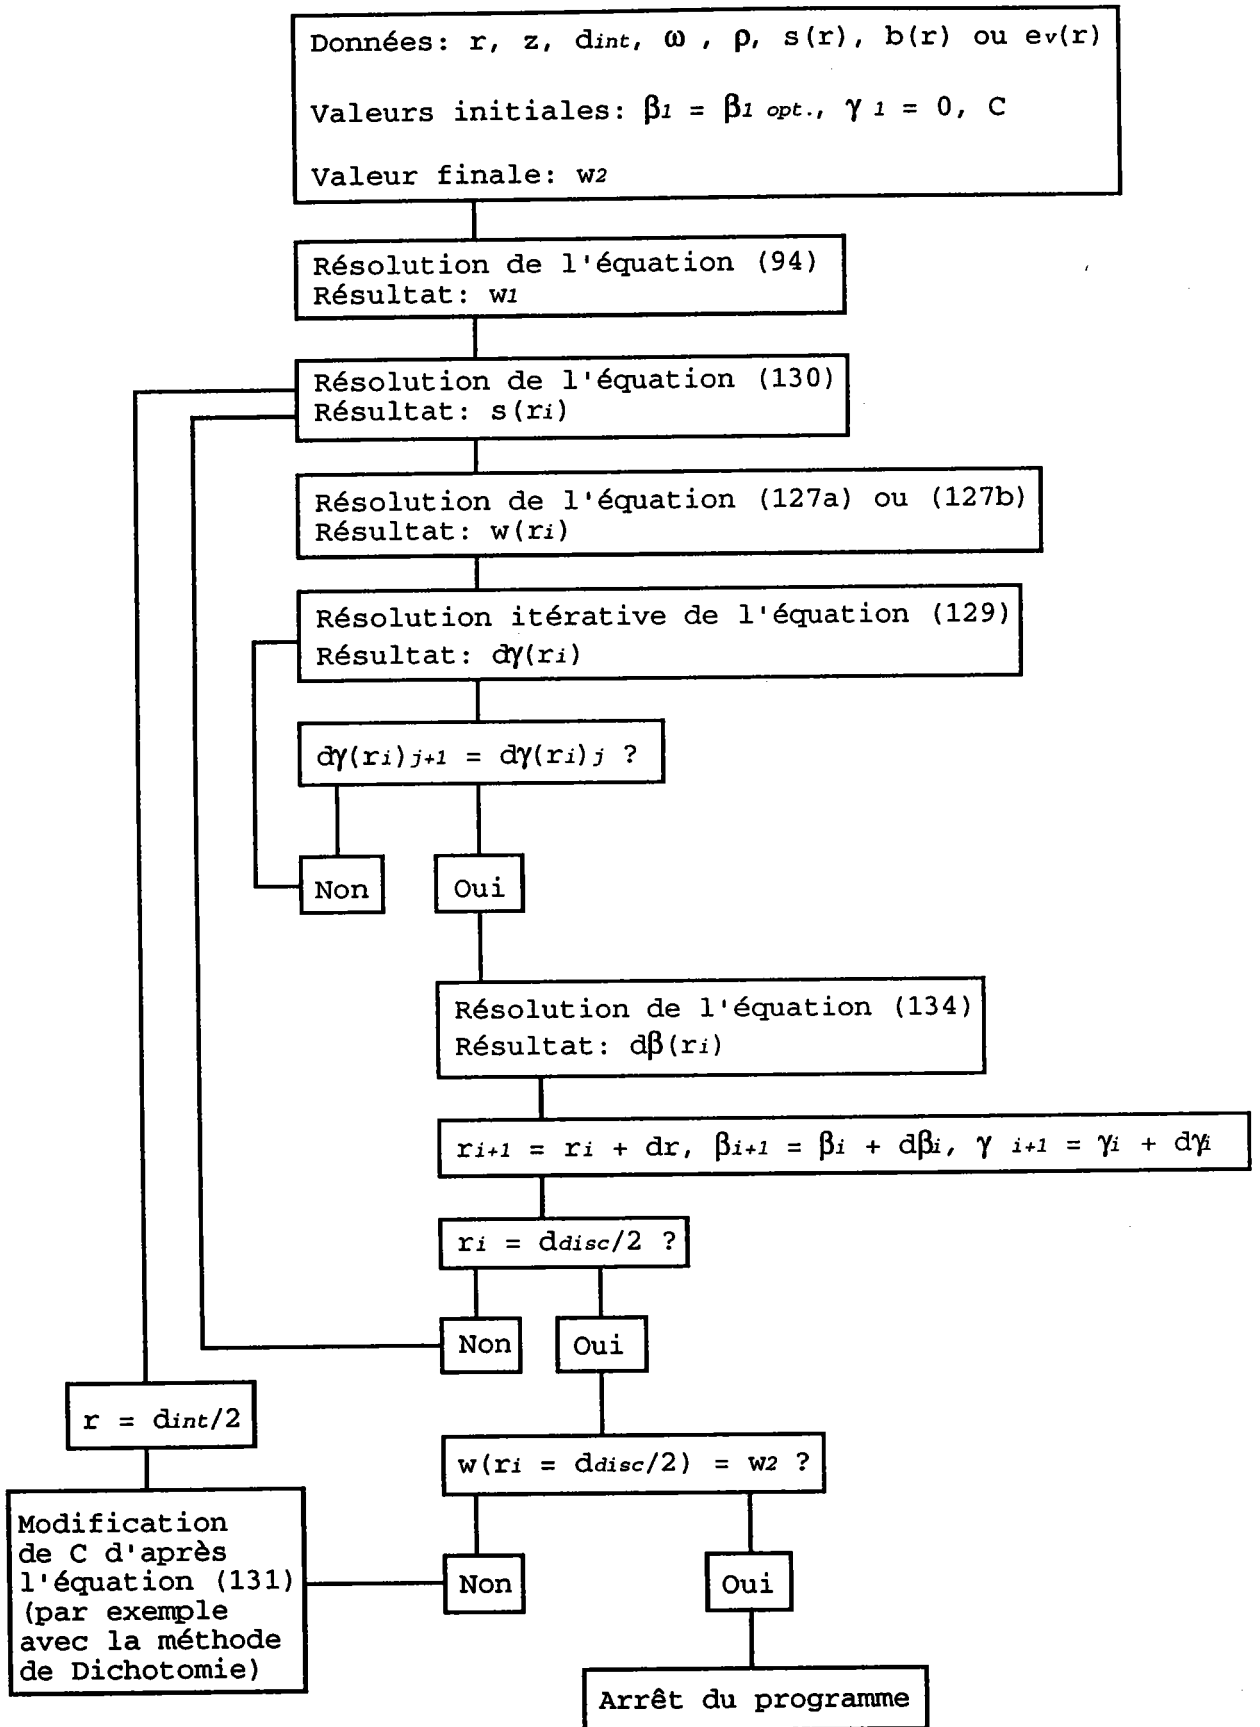 Données: r, z, dint, ω , ρ, s(r), b(r) ou ev(r)
Valeurs initiales: β1 = β1 opt., γ 1 = 0, C
Valeur finale: w2
Résolution de l'équation (94)
Résultat: w1
Résolution de l'équation (130)
Résultat: s(ri)
Résolution de l'équation (127a) ou (127b)
Résultat: w(ri)
Résolution itérative de l'équation (129)
Résultat: dγ(ri)
dγ(ri)j+1 = dγ(ri)j ?
Non
Oui
Résolution de l'équation (134)
Résultat: dβ(ri)
ri+1 = ri + dr, βi+1 = βi + dβi, γ i+1 = γi + dγi
ri = ddisc/2 ?
Non
Oui
r = dint/2
w(ri = ddisc/2) = w2 ?
Modification
de C d'après
l'équation (131)
(par exemple
avec la méthode
de Dichotomie)
Non
Oui
Arrêt du programme